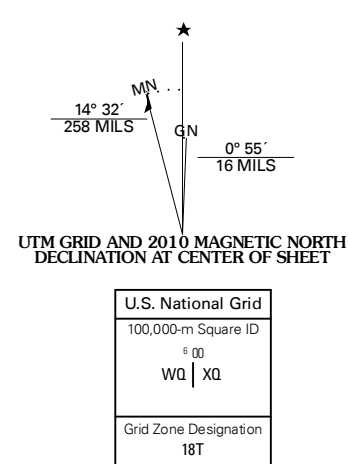 ★
MN
14° 32´
258 MILS
GN
0° 55´
16 MILS
UTM GRID AND 2010 MAGNETIC NORTH
DECLINATION AT CENTER OF SHEET
U.S. National Grid
100,000-m Square ID
6 00
WQ | XQ
Grid Zone Designation
18T